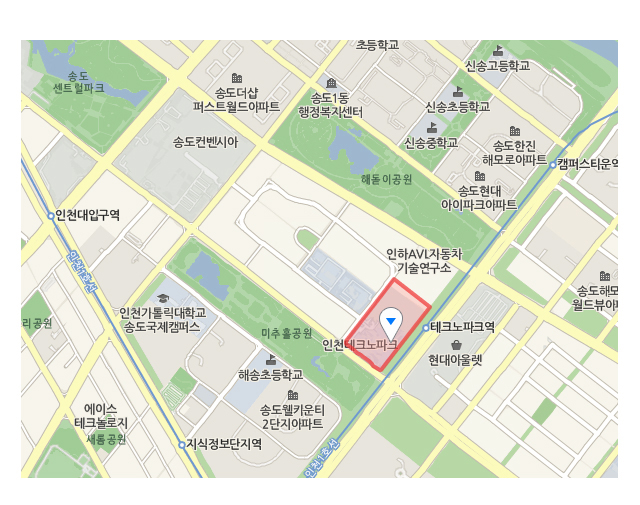 초등학교
신송고등학교
송도
센트럴파크
송도더샵
퍼스트월드아파트
송도1동
행정복지센터
신송초등학교
송도컨벤시아
신송중학교
송도한진
해모로아파트
캠퍼스타운역
해돋이공원
송도현대
아이파크아파트
인천대입구역
인하AVL자동차
기술연구소
인천1호선
송도해모
월드뷰아파
인천가톨릭대학교
송도국제캠퍼스
리공원
미추홀공원
인천테크노파크
테크노파크역
현대아울렛
해송초등학교
에이스
테크놀로지
새롬공원
송도웰카운티
2단지아파트
지식정보단지역
인천1호선